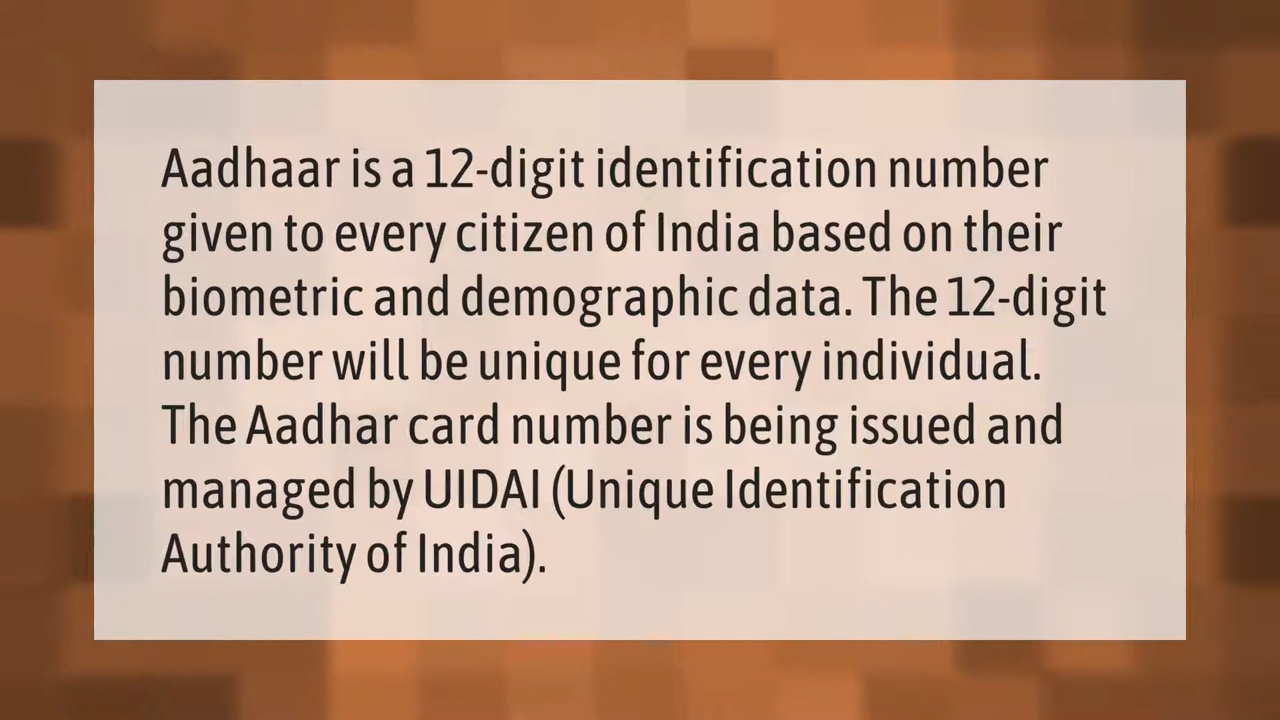 Aadhaar is a 12-digit identification number
given to every citizen of India based on their
biometric and demographic data. The 12-digit
number will be unique for every individual.
The Aadhar card number is being issued and
managed by UIDAI (Unique Identification
Authority of India).